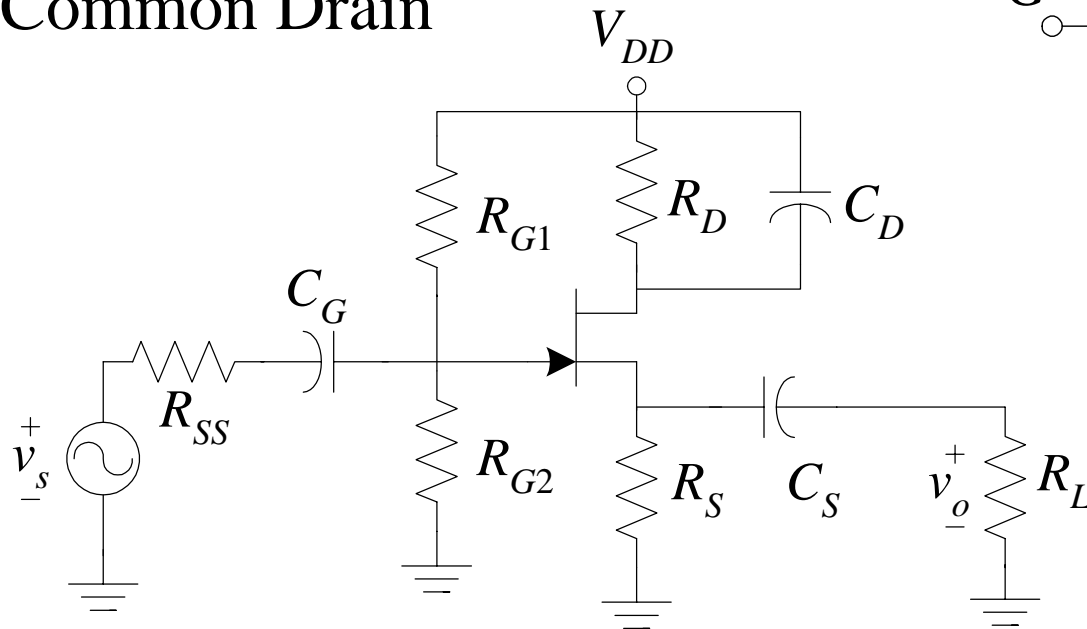 Common Drain
G
V_DD
R_G1
R_D
C_D
C_G
R_SS
+
v_s
−
R_G2
R_S
C_S
+
v_o
−
R_L